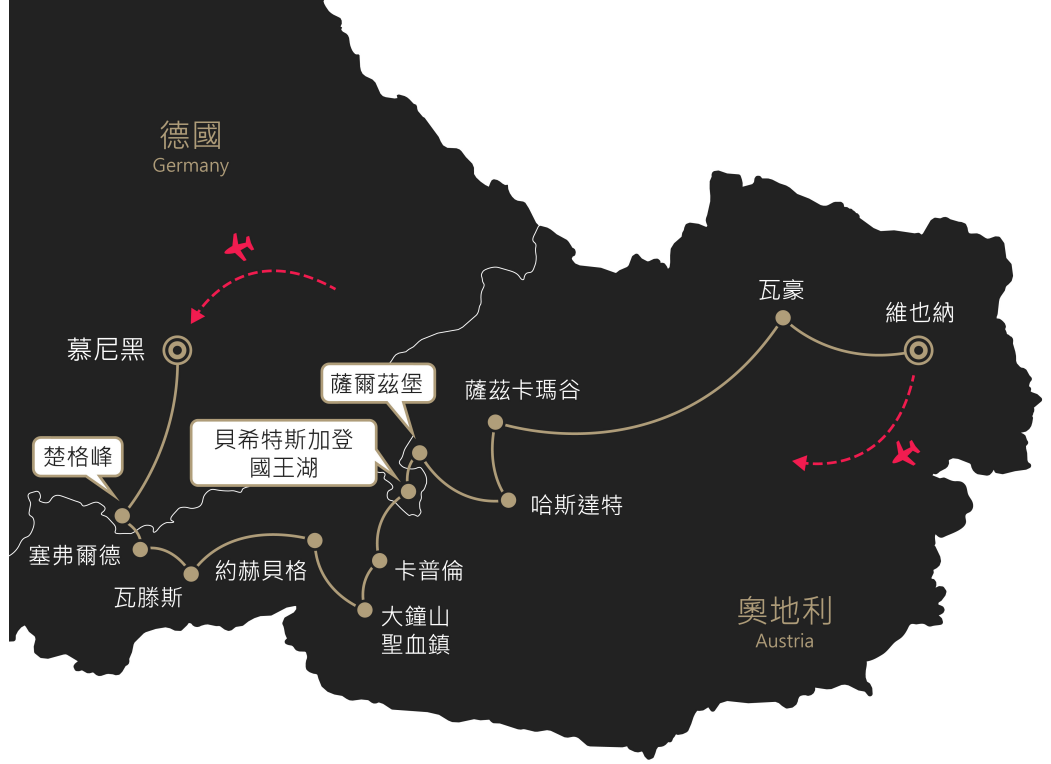 德國
Germany
慕尼黑
楚格峰
塞弗爾德
瓦滕斯
約赫貝格
大鐘山
聖血鎮
卡普倫
貝希特斯加登
國王湖
薩爾茲堡
哈斯達特
薩茲卡瑪谷
瓦豪
維也納
奧地利
Austria